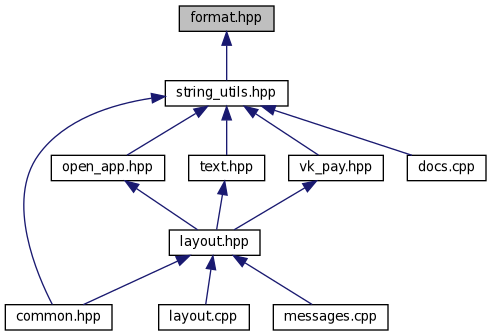 format.hpp
string_utils.hpp
open_app.hpp
text.hpp
vk_pay.hpp
docs.cpp
layout.hpp
common.hpp
layout.cpp
messages.cpp